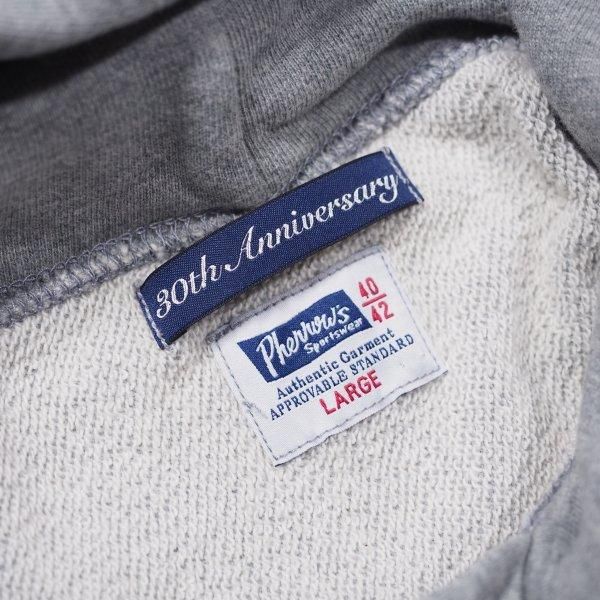 30th Anniversary
Pherrow's
Sportswear
40/42
Authentic Garment
APPROVABLE STANDARD
LARGE